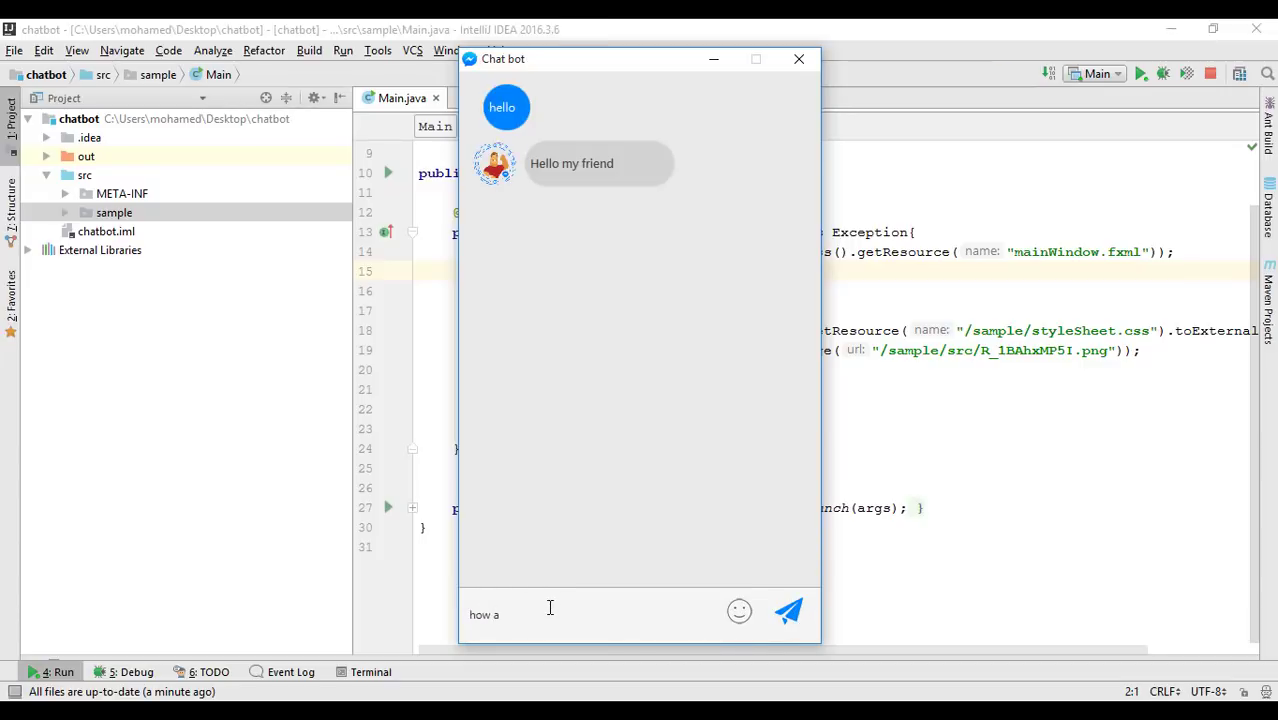 chatbot - [C:\Users\mohamed\Desktop\chatbot] - [chatbot] - ...\src\sample\Main.java - IntelliJ IDEA 2016.3.6
File Edit View Navigate Code Analyze Refactor Build Run Tools VCS Wind
chatbot src sample Main
Main
Project
Main.java
Chat bot
hello
Hello my friend
how a
chatbot C:\Users\mohamed\Desktop\chatbot
.idea
out
src
META-INF
sample
chatbot.iml
External Libraries
1: Project
7: Structure
2: Favorites
Ant Build
Database
Maven Projects
Main
9
10 publi
11
12 @
13 p s Exception{
14 ss().getResource( name: "mainWindow.fxml"));
15
16
17
18 etResource( name: "/sample/styleSheet.css").toExternal
19 e( url: "/sample/src/R_1BAhxMP5I.png"));
20
21
22
23
24 }
25
26
27 p unch(args); }
30 }
31
4: Run 5: Debug 6: TODO Event Log Terminal
All files are up-to-date (a minute ago)
2:1 CRLF UTF-8